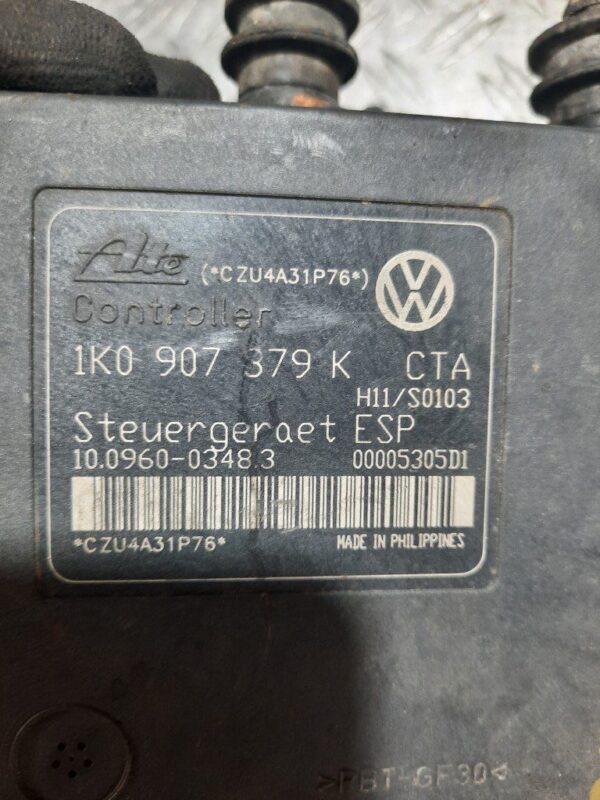 Ate (*CZU4A31P76*)
Controller
1K0 907 379 K CTA
H11/S0103
Steuergeraet ESP
10.0960-0348.3 00005305D1
*CZU4A31P76* MADE IN PHILIPPINES
>PBT-GF30<